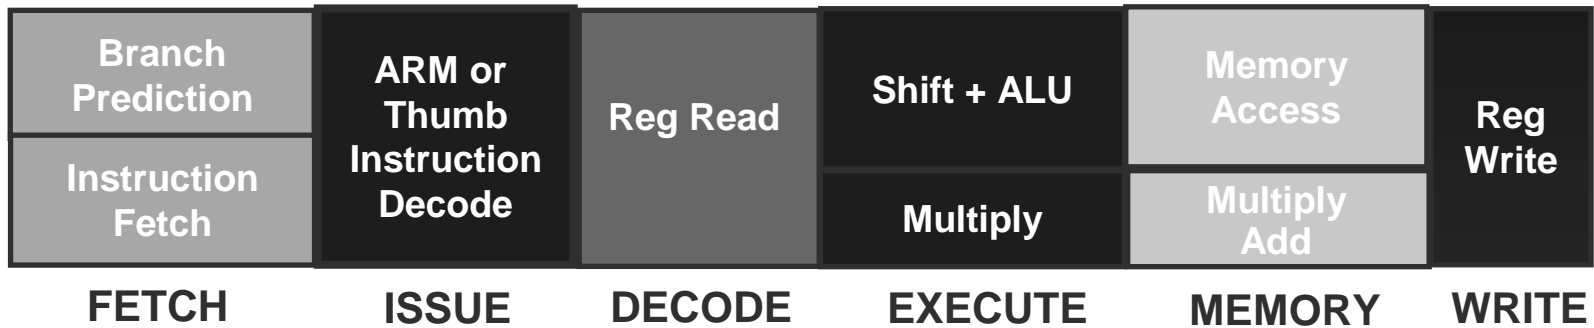 Branch
Prediction
Instruction
Fetch
ARM or
Thumb
Instruction
Decode
Reg Read
Shift + ALU
Multiply
Memory
Access
Multiply
Add
Reg
Write
FETCH
ISSUE
DECODE
EXECUTE
MEMORY
WRITE